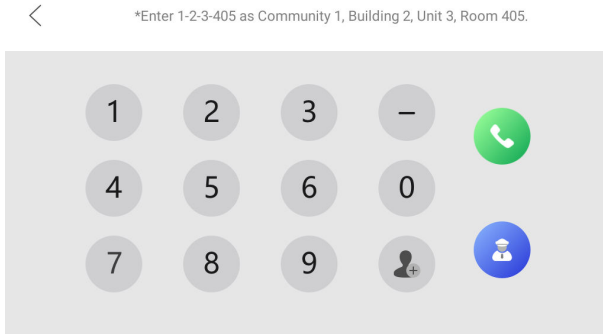 *Enter 1-2-3-405 as Community 1, Building 2, Unit 3, Room 405.
1 2 3 –
4 5 6 0
7 8 9